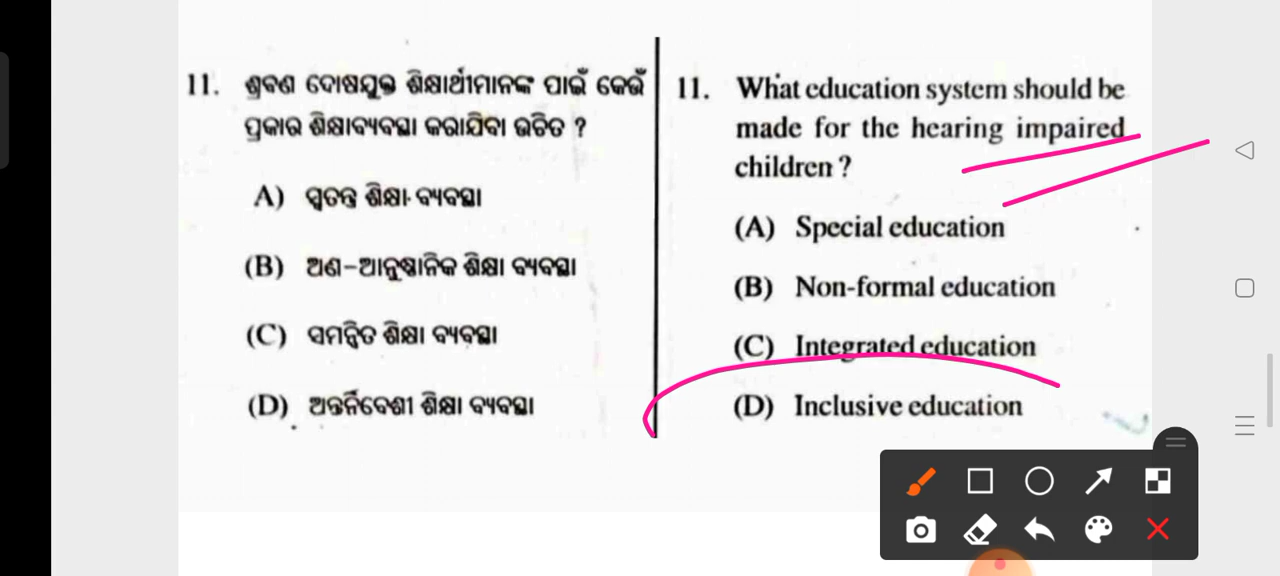 11. ଶ୍ରବଣ ଦୋଷଯୁକ୍ତ ଶିକ୍ଷାର୍ଥୀମାନଙ୍କ ପାଇଁ କେଉଁ
ପ୍ରକାର ଶିକ୍ଷାବ୍ୟବସ୍ଥା କରାଯିବା ଉଚିତ ?
A) ସ୍ୱତନ୍ତ୍ର ଶିକ୍ଷା ବ୍ୟବସ୍ଥା
(B) ଅଣ-ଆନୁଷ୍ଠାନିକ ଶିକ୍ଷା ବ୍ୟବସ୍ଥା
(C) ସମନ୍ୱିତ ଶିକ୍ଷା ବ୍ୟବସ୍ଥା
(D) ଅନ୍ତର୍ନିବେଶୀ ଶିକ୍ଷା ବ୍ୟବସ୍ଥା
11. What education system should be
made for the hearing impaired
children ?
(A) Special education
(B) Non-formal education
(C) Integrated education
(D) Inclusive education